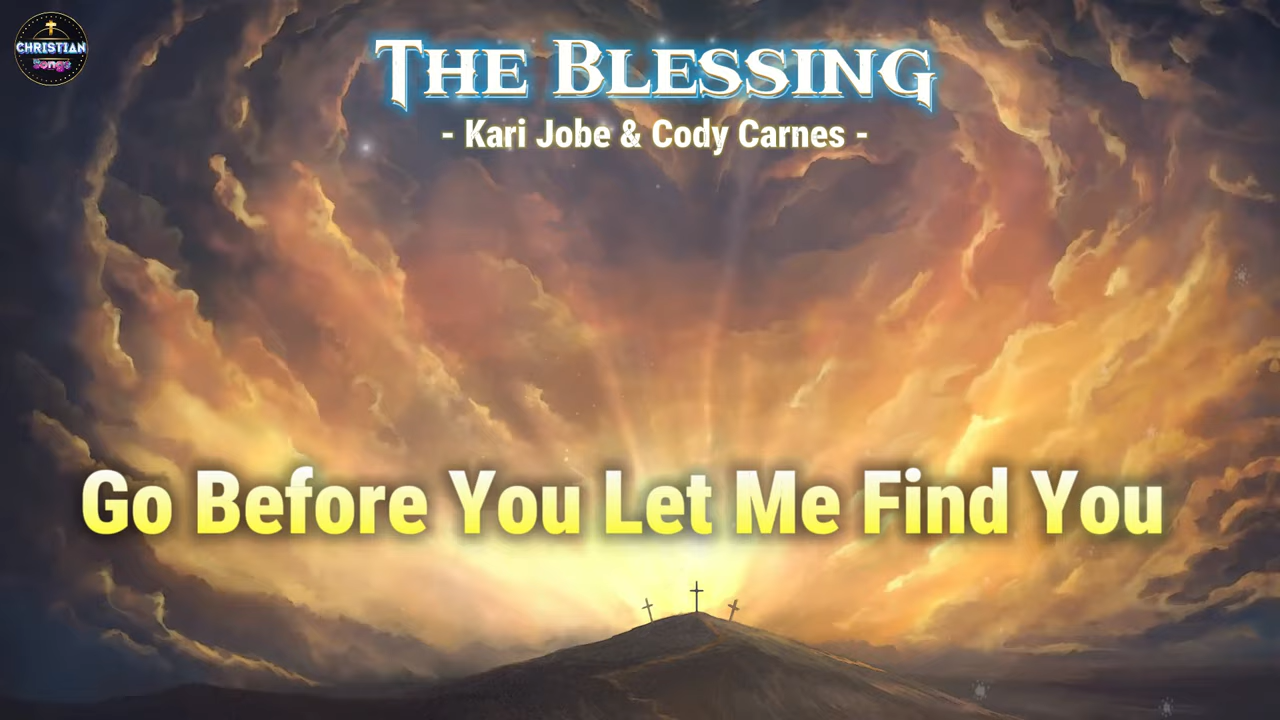 CHRISTIAN
Songs
THE BLESSING
- Kari Jobe & Cody Carnes -
Go Before You Let Me Find You